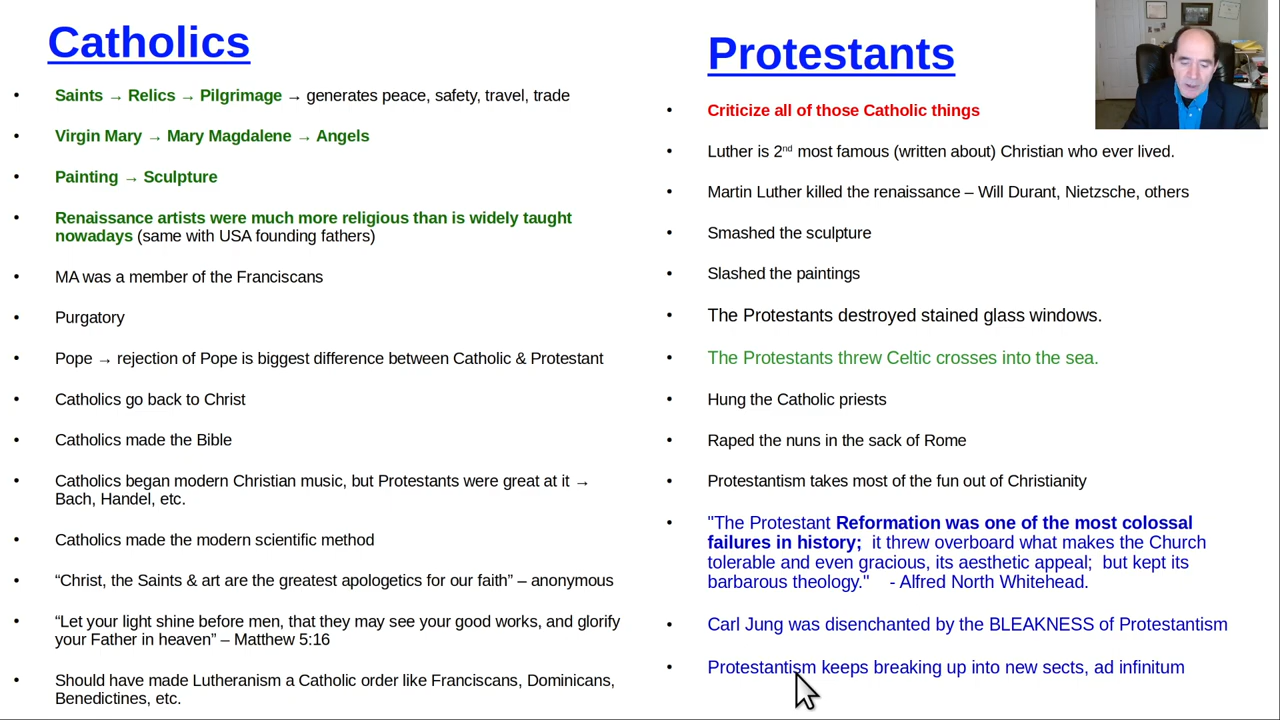 Catholics
• Saints → Relics → Pilgrimage → generates peace, safety, travel, trade
• Virgin Mary → Mary Magdalene → Angels
• Painting → Sculpture
• Renaissance artists were much more religious than is widely taught
nowadays (same with USA founding fathers)
• MA was a member of the Franciscans
• Purgatory
• Pope → rejection of Pope is biggest difference between Catholic & Protestant
• Catholics go back to Christ
• Catholics made the Bible
• Catholics began modern Christian music, but Protestants were great at it →
Bach, Handel, etc.
• Catholics made the modern scientific method
• “Christ, the Saints & art are the greatest apologetics for our faith” – anonymous
• “Let your light shine before men, that they may see your good works, and glorify
your Father in heaven” – Matthew 5:16
• Should have made Lutheranism a Catholic order like Franciscans, Dominicans,
Benedictines, etc.
Protestants
• Criticize all of those Catholic things
• Luther is 2nd most famous (written about) Christian who ever lived.
• Martin Luther killed the renaissance – Will Durant, Nietzsche, others
• Smashed the sculpture
• Slashed the paintings
• The Protestants destroyed stained glass windows.
• The Protestants threw Celtic crosses into the sea.
• Hung the Catholic priests
• Raped the nuns in the sack of Rome
• Protestantism takes most of the fun out of Christianity
• "The Protestant Reformation was one of the most colossal
failures in history; it threw overboard what makes the Church
tolerable and even gracious, its aesthetic appeal; but kept its
barbarous theology." - Alfred North Whitehead.
• Carl Jung was disenchanted by the BLEAKNESS of Protestantism
• Protestantism keeps breaking up into new sects, ad infinitum